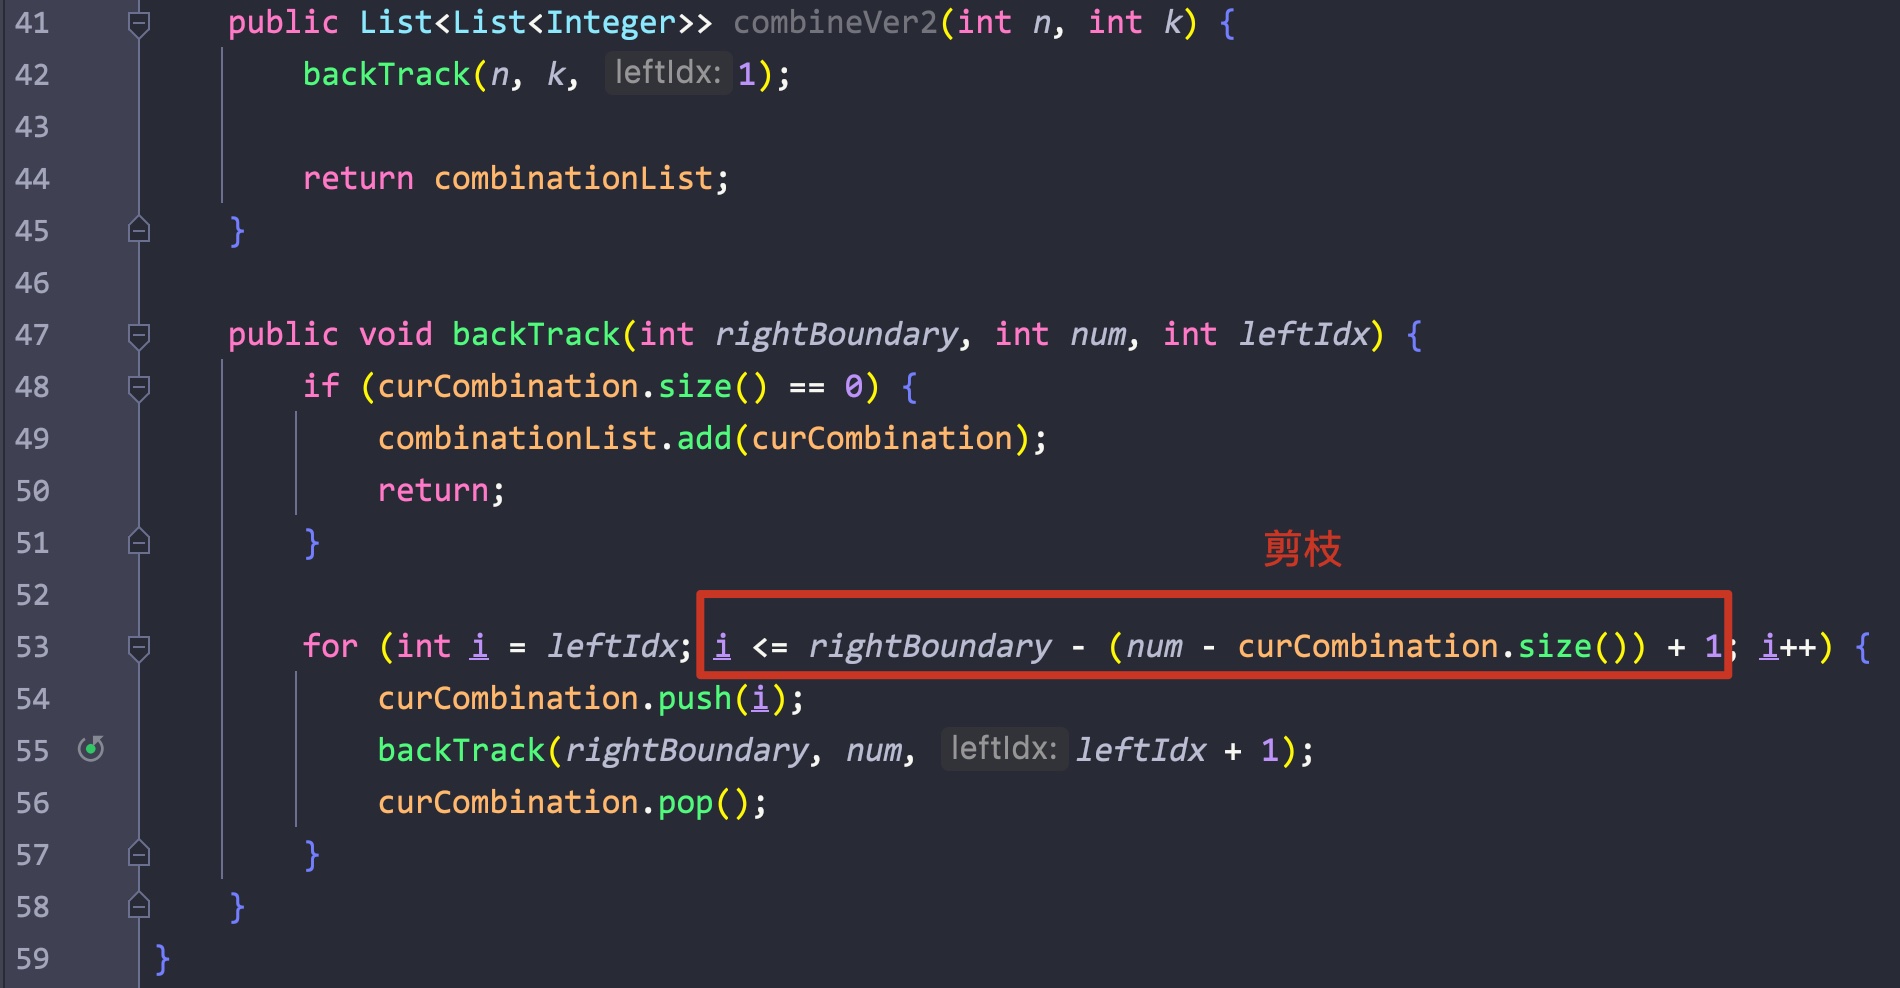 41 public List<List<Integer>> combineVer2(int n, int k) {
42 backTrack(n, k, leftIdx: 1);
43
44 return combinationList;
45 }
46
47 public void backTrack(int rightBoundary, int num, int leftIdx) {
48 if (curCombination.size() == 0) {
49 combinationList.add(curCombination);
50 return;
51 }
剪枝
52
53 for (int i = leftIdx; i <= rightBoundary - (num - curCombination.size()) + 1; i++) {
54 curCombination.push(i);
55 backTrack(rightBoundary, num, leftIdx: leftIdx + 1);
56 curCombination.pop();
57 }
58 }
59 }